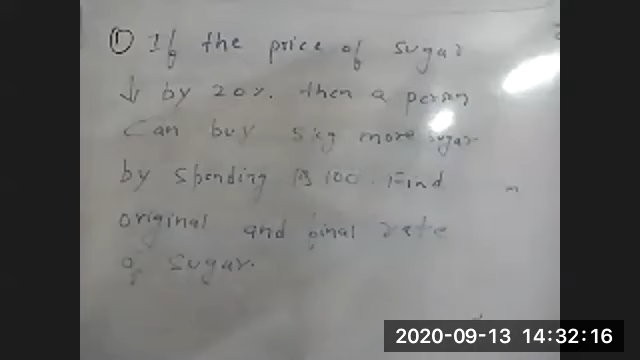 ① If the price of sugar
↓ by 20%. then a person
can buy 5kg more sugar
by spending Rs 100. Find
original and final rate
of sugar.
2020-09-13 14:32:16